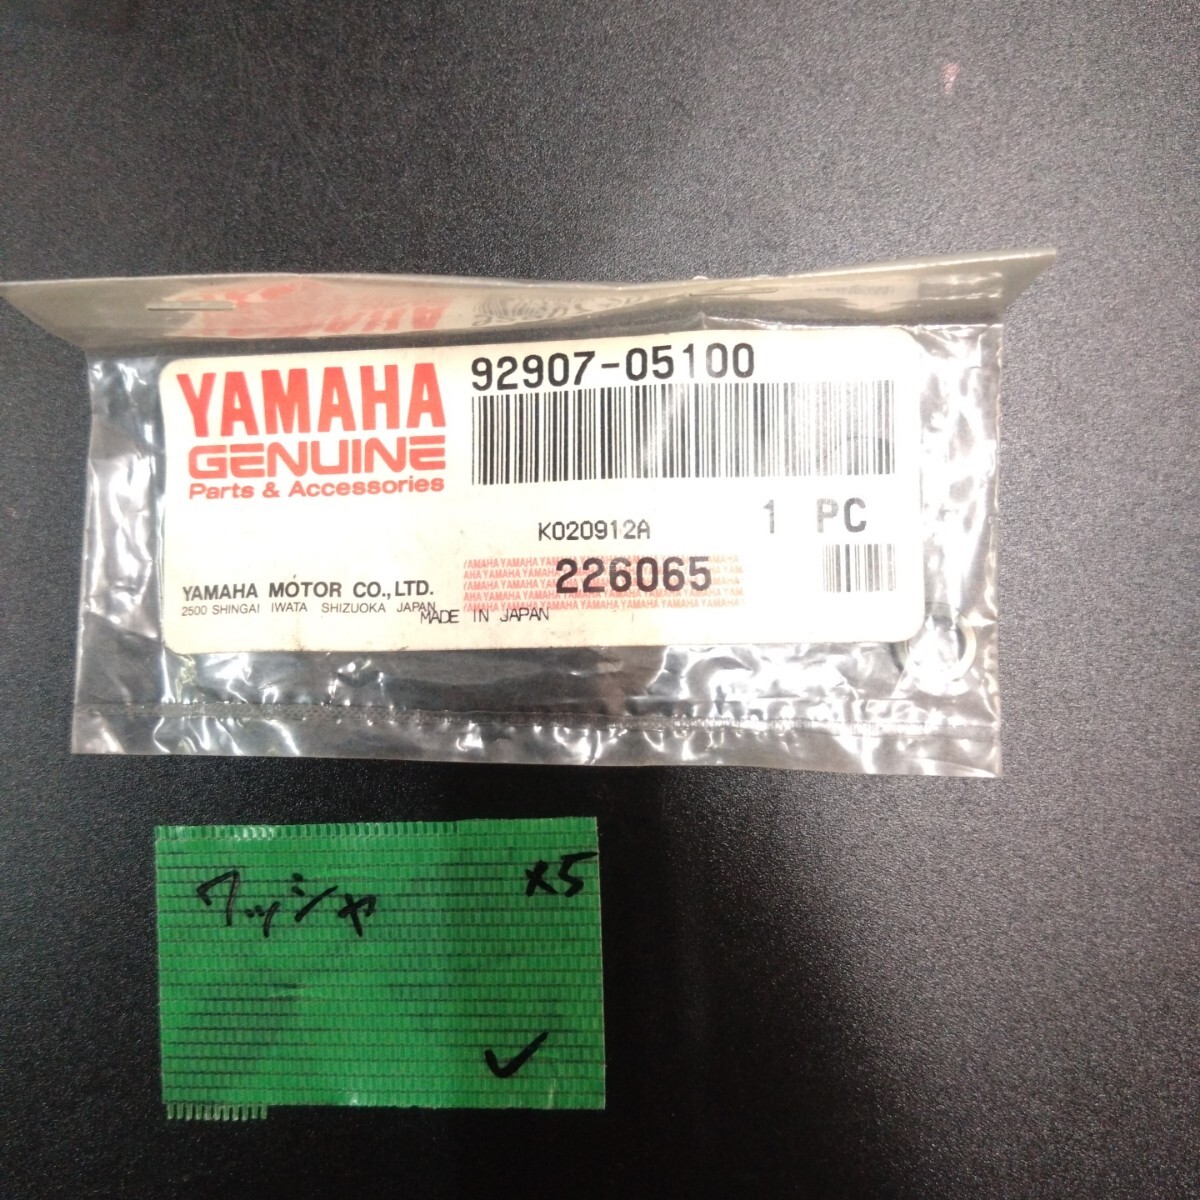 YAMAHA
GENUINE
Parts & Accessories
92907-05100
1 PC
K020912A
226065
YAMAHA MOTOR CO.,LTD.
2500 SHINGAI IWATA SHIZUOKA JAPAN
MADE IN JAPAN
ワッシャ ×5
✓